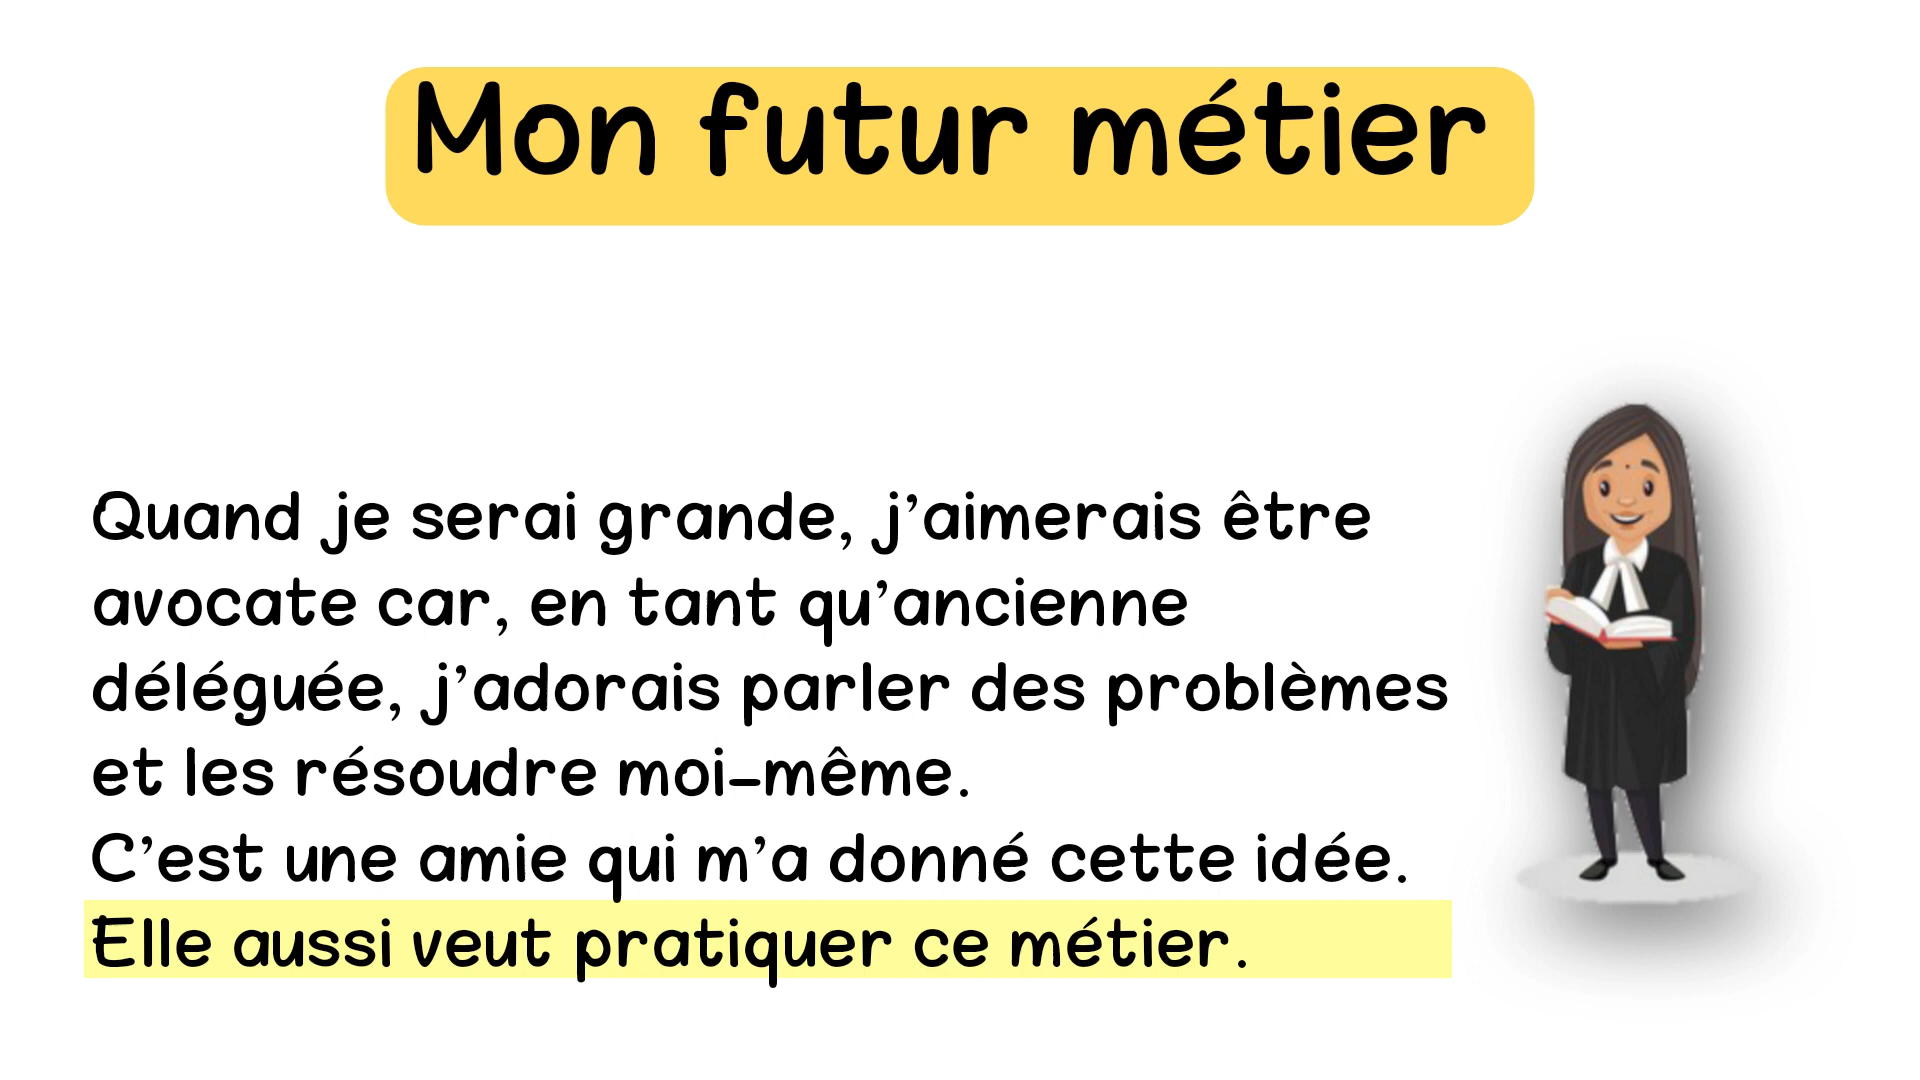 Mon futur métier
Quand je serai grande, j’aimerais être
avocate car, en tant qu’ancienne
déléguée, j’adorais parler des problèmes
et les résoudre moi-même.
C’est une amie qui m’a donné cette idée.
Elle aussi veut pratiquer ce métier.